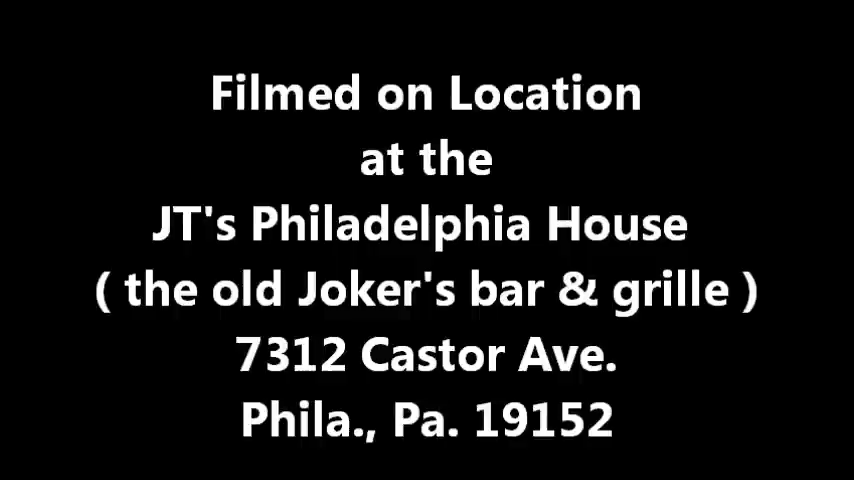 Filmed on Location
at the
JT's Philadelphia House
( the old Joker's bar & grille )
7312 Castor Ave.
Phila., Pa. 19152